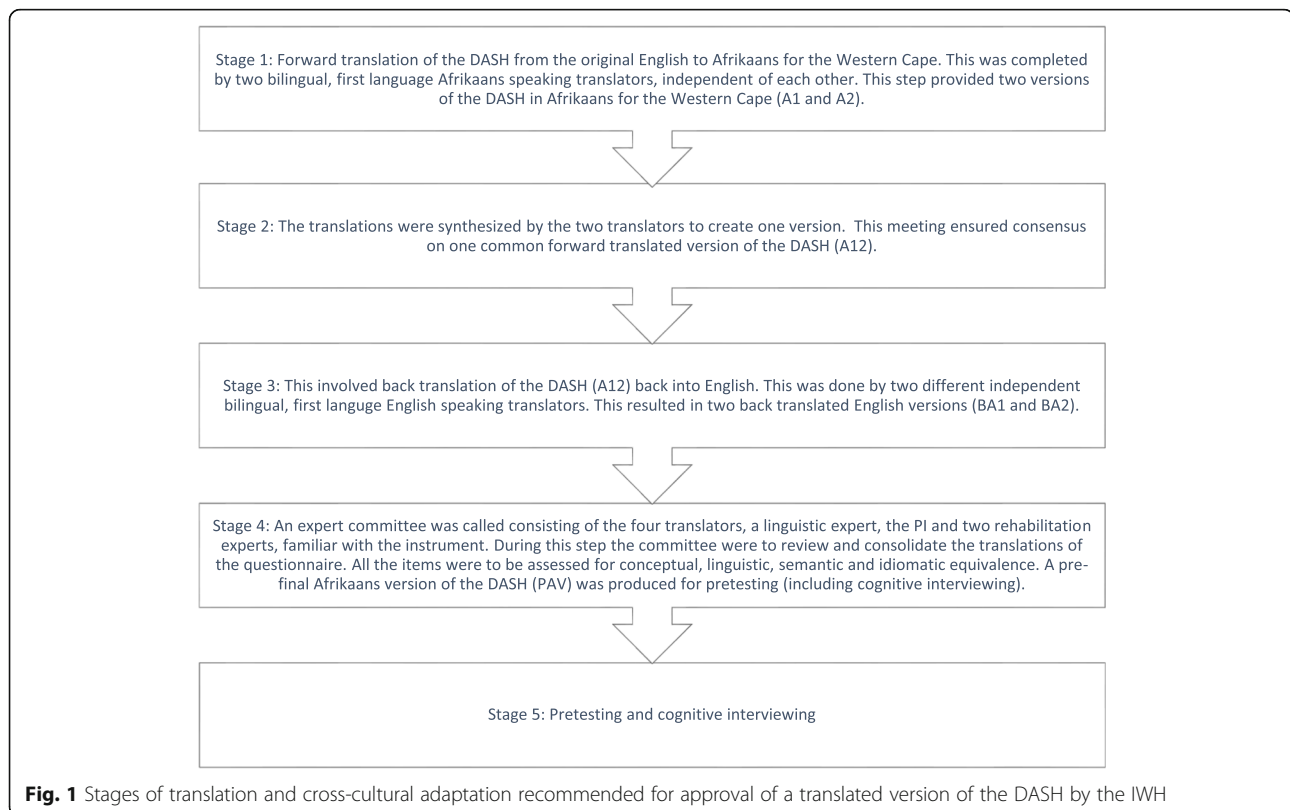 Stage 1: Forward translation of the DASH from the original English to Afrikaans for the Western Cape. This was completed
by two bilingual, first language Afrikaans speaking translators, independent of each other. This step provided two versions
of the DASH in Afrikaans for the Western Cape (A1 and A2).
Stage 2: The translations were synthesized by the two translators to create one version.  This meeting ensured consensus
on one common forward translated version of the DASH (A12).
Stage 3: This involved back translation of the DASH (A12) back into English. This was done by two different independent
bilingual, first languge English speaking translators. This resulted in two back translated English versions (BA1 and BA2).
Stage 4: An expert committee was called consisting of the four translators, a linguistic expert, the PI and two rehabilitation
experts, familiar with the instrument. During this step the committee were to review and consolidate the translations of
the questionnaire. All the items were to be assessed for conceptual, linguistic, semantic and idiomatic equivalence. A pre-
final Afrikaans version of the DASH (PAV) was produced for pretesting (including cognitive interviewing).
Stage 5: Pretesting and cognitive interviewing
Fig. 1 Stages of translation and cross-cultural adaptation recommended for approval of a translated version of the DASH by the IWH